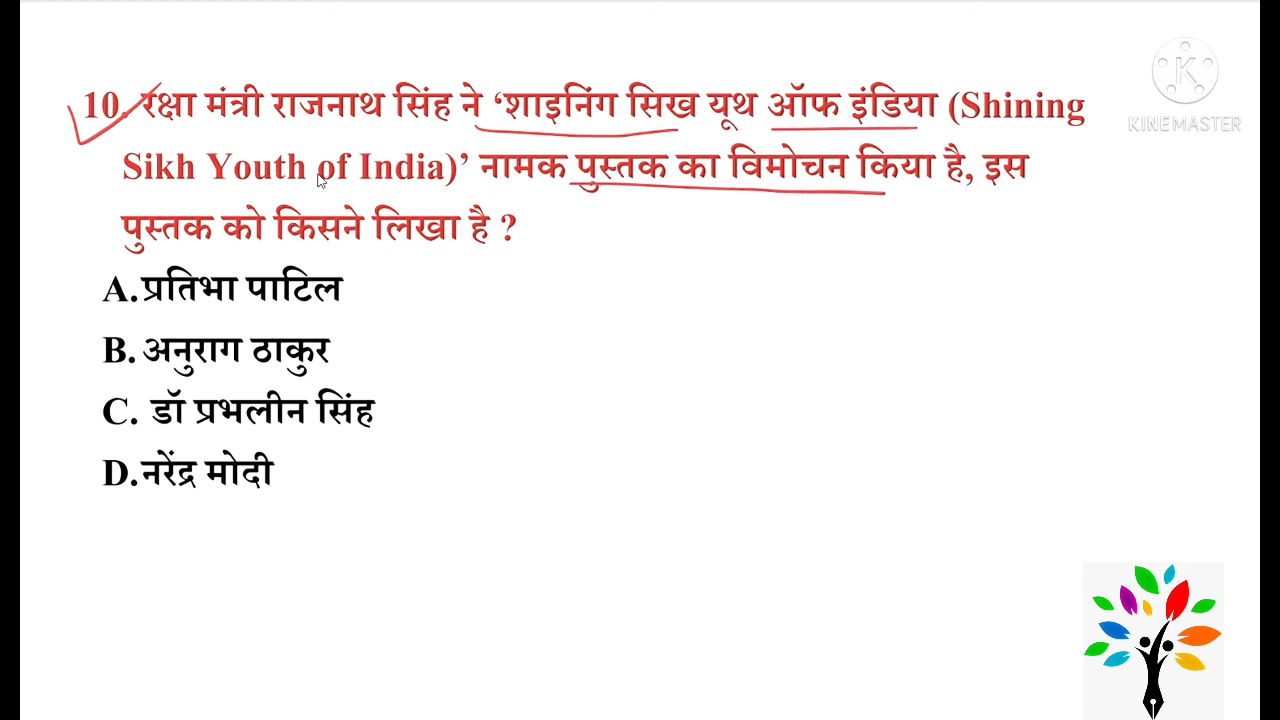 10. रक्षा मंत्री राजनाथ सिंह ने ‘शाइनिंग सिख यूथ ऑफ इंडिया (Shining
Sikh Youth of India)’ नामक पुस्तक का विमोचन किया है, इस
पुस्तक को किसने लिखा है ?
A. प्रतिभा पाटिल
B. अनुराग ठाकुर
C. डॉ प्रभलीन सिंह
D. नरेंद्र मोदी
K
KINEMASTER